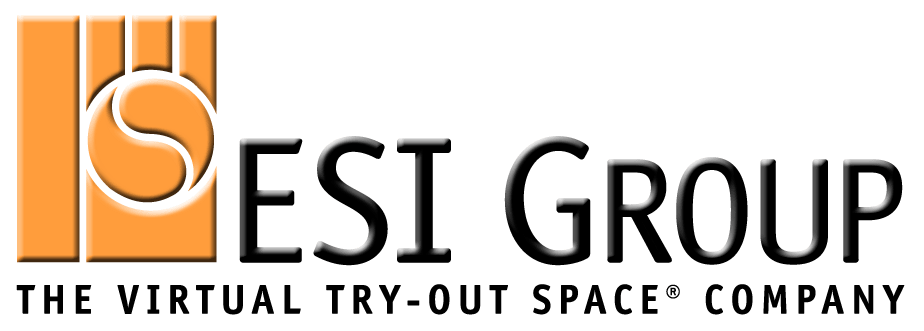 ESI GROUP
THE VIRTUAL TRY-OUT SPACE® COMPANY